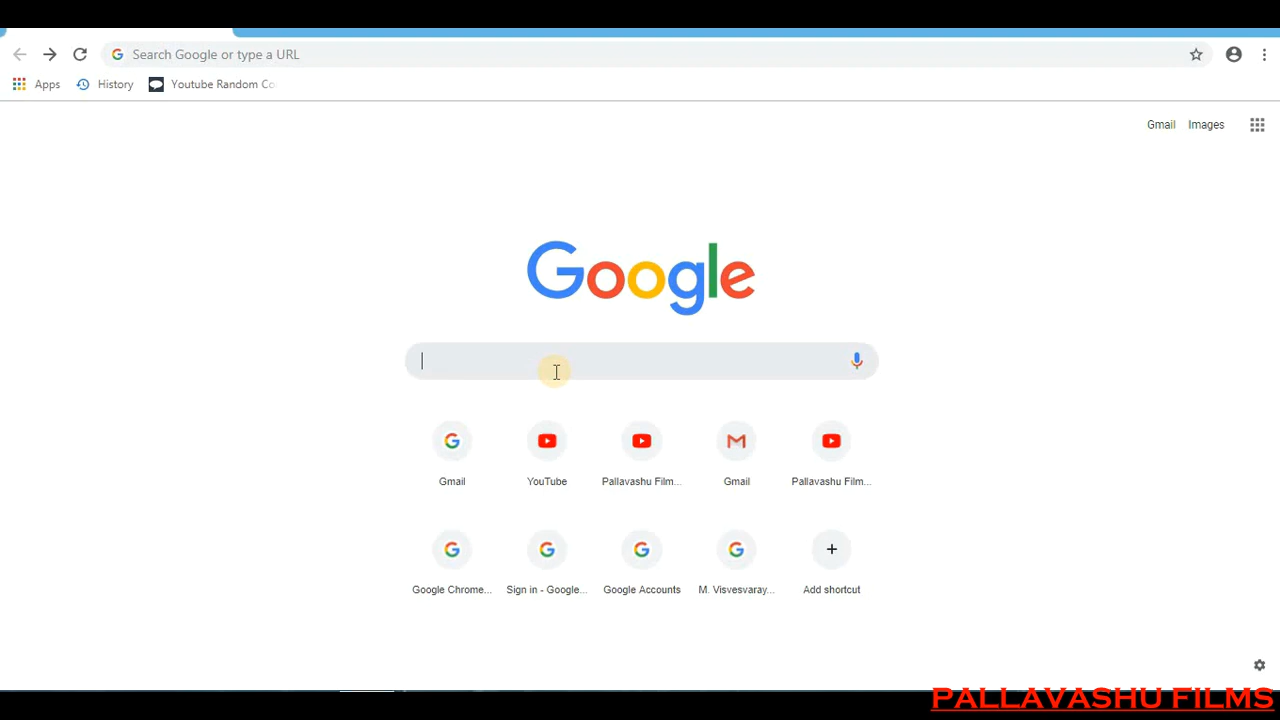 Search Google or type a URL
Apps
History
Youtube Random Co
Gmail
Images
Google
Gmail
YouTube
Pallavashu Film...
Gmail
Pallavashu Film...
Google Chrome...
Sign in - Google...
Google Accounts
M. Visvesvaray...
Add shortcut
PALLAVASHU FILMS